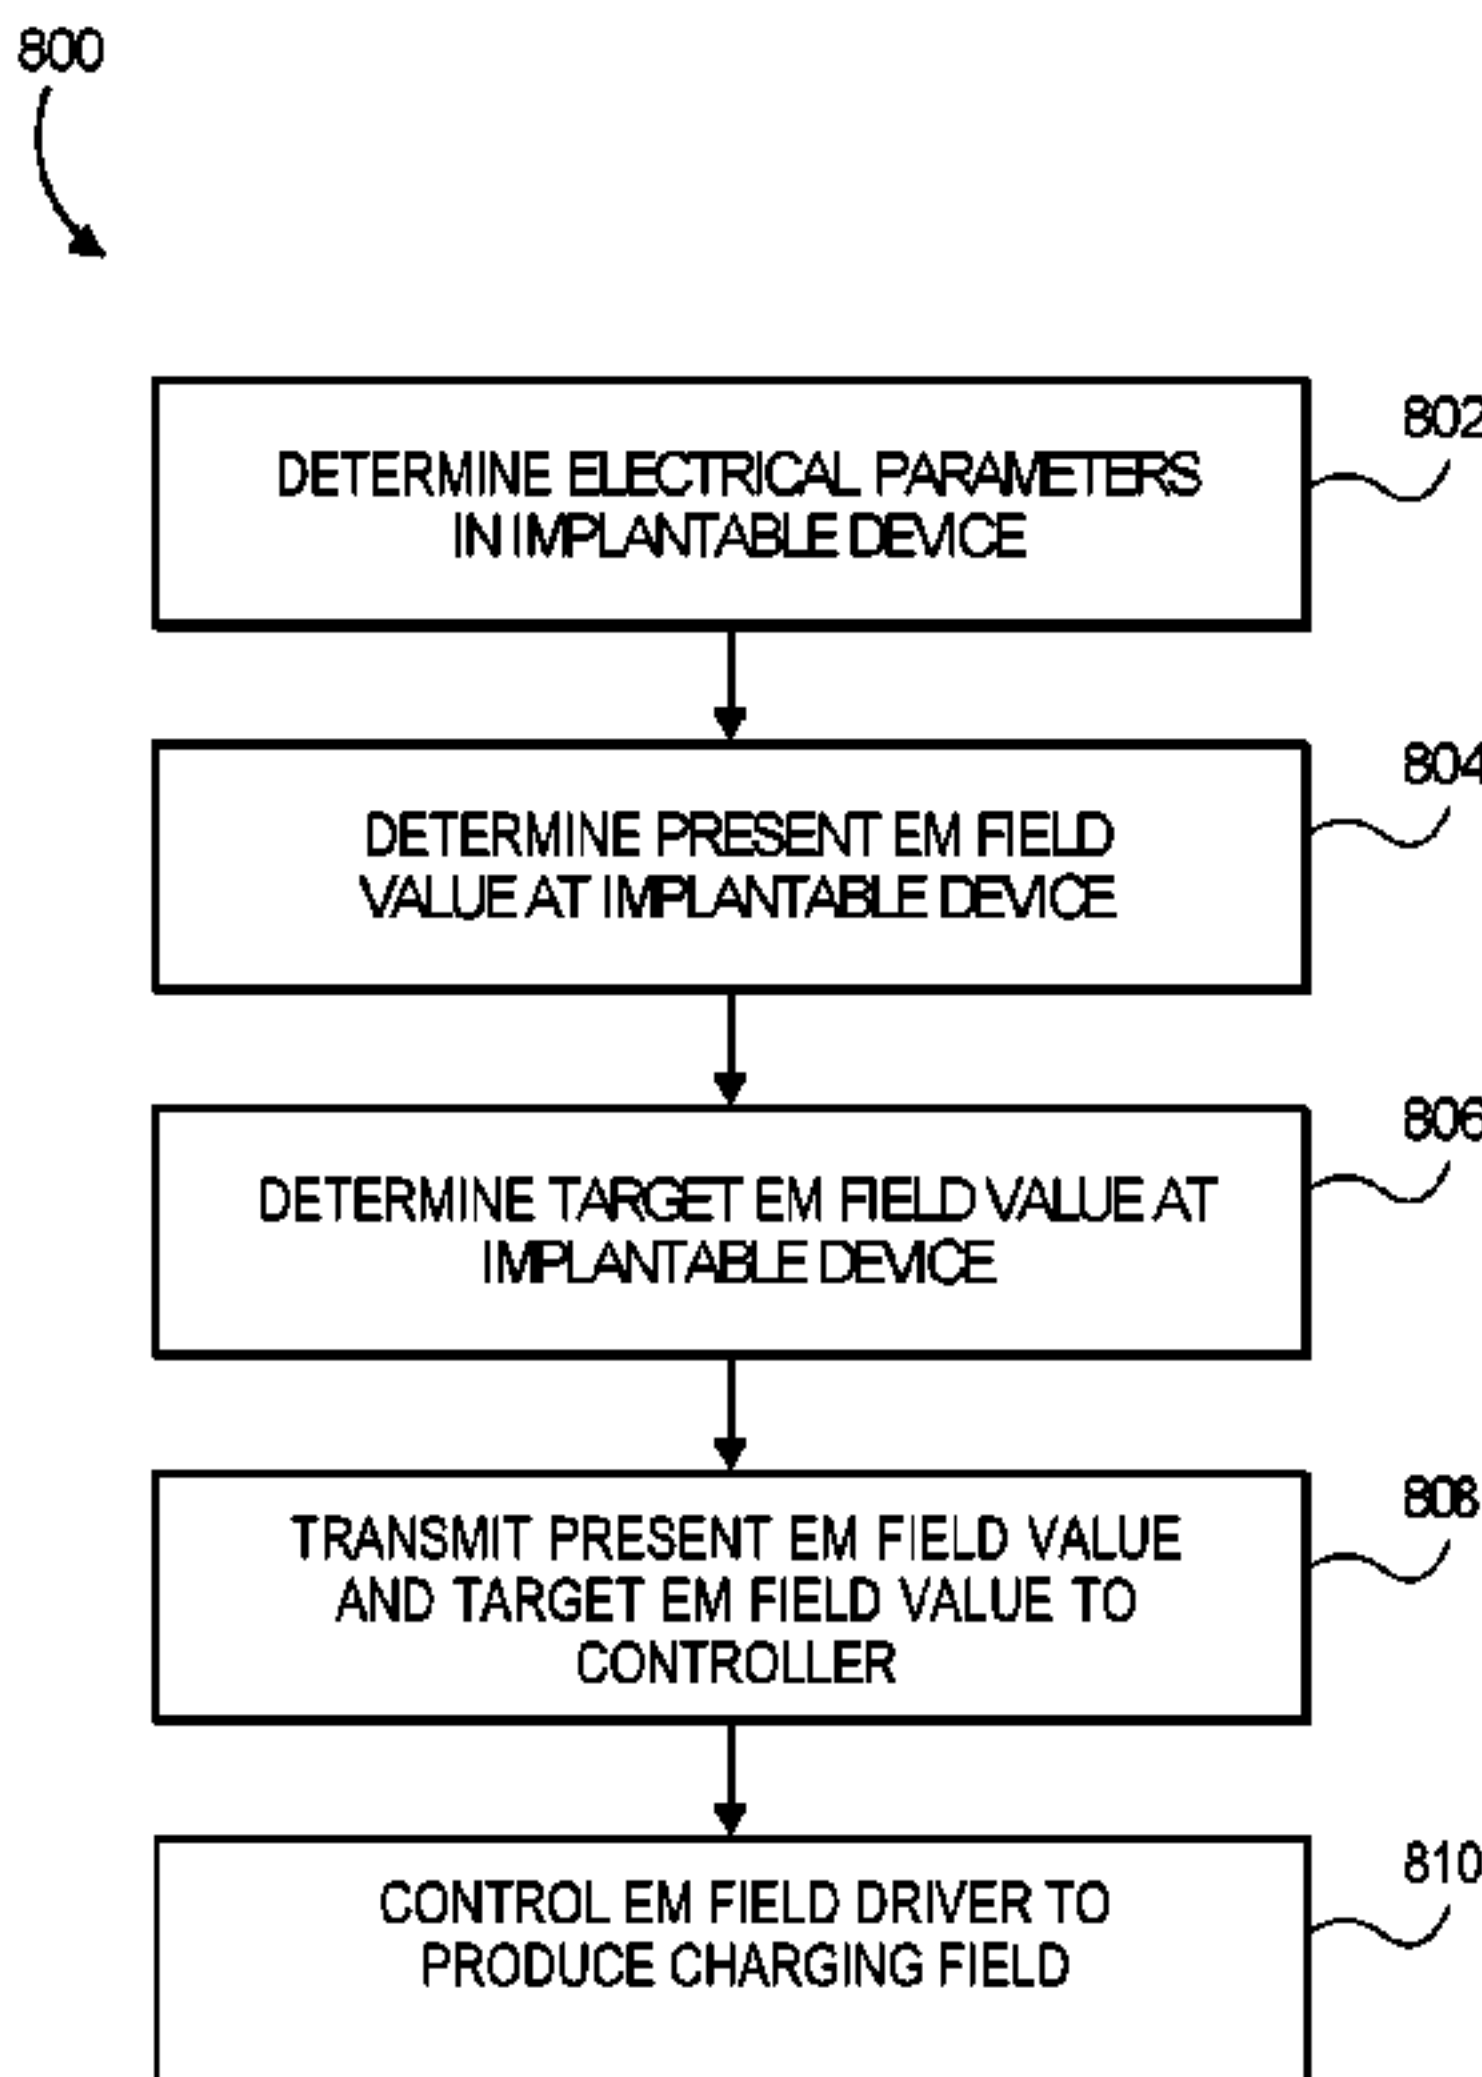 800
802
DETERMINE ELECTRICAL PARAMETERS
IN IMPLANTABLE DEVICE
804
DETERMINE PRESENT EM FIELD
VALUE AT IMPLANTABLE DEVICE
806
DETERMINE TARGET EM FIELD VALUE AT
IMPLANTABLE DEVICE
808
TRANSMIT PRESENT EM FIELD VALUE
AND TARGET EM FIELD VALUE TO
CONTROLLER
810
CONTROL EM FIELD DRIVER TO
PRODUCE CHARGING FIELD